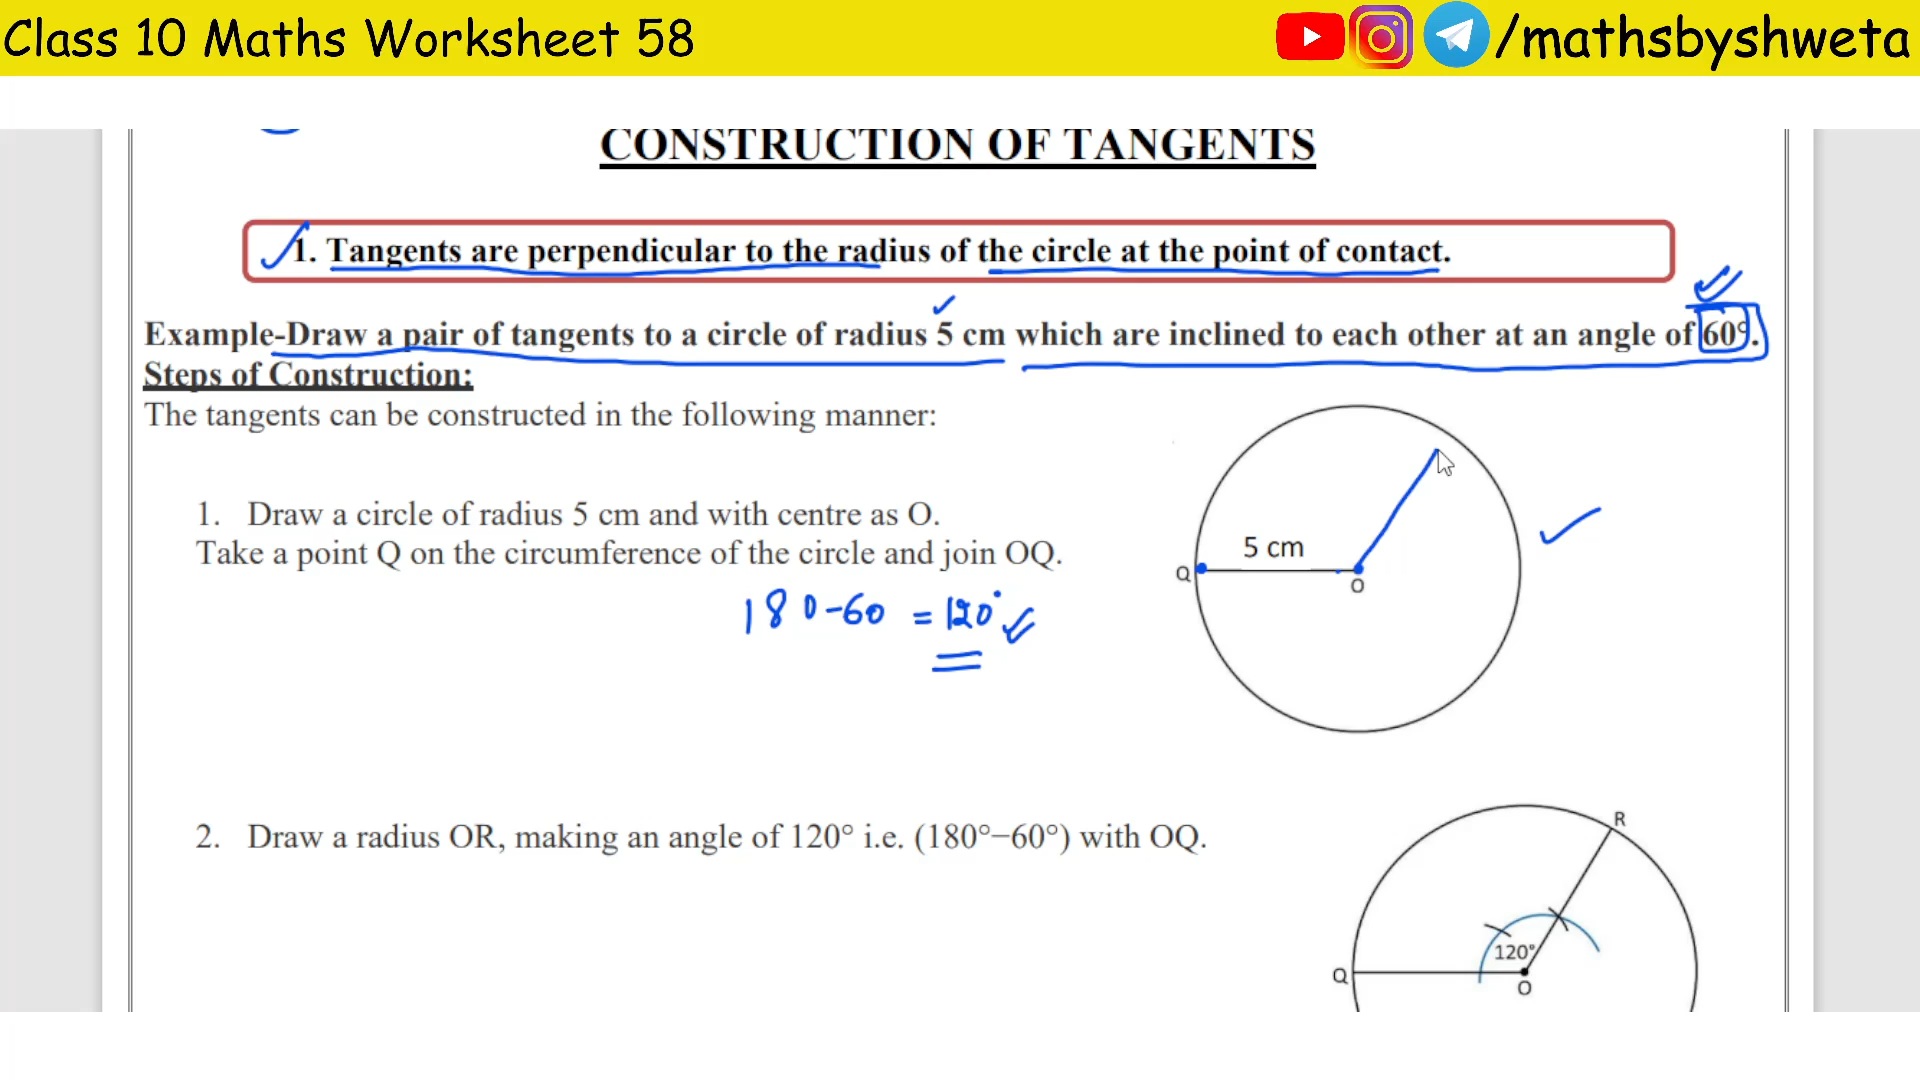 Class 10 Maths Worksheet 58
/mathsbyshweta
CONSTRUCTION OF TANGENTS
1. Tangents are perpendicular to the radius of the circle at the point of contact.
Example-Draw a pair of tangents to a circle of radius 5 cm which are inclined to each other at an angle of 60°.
Steps of Construction:
The tangents can be constructed in the following manner:
1. Draw a circle of radius 5 cm and with centre as O.
Take a point Q on the circumference of the circle and join OQ.
5 cm
Q
O
180-60 = 120°
2. Draw a radius OR, making an angle of 120° i.e. (180°−60°) with OQ.
R
120°
Q
O